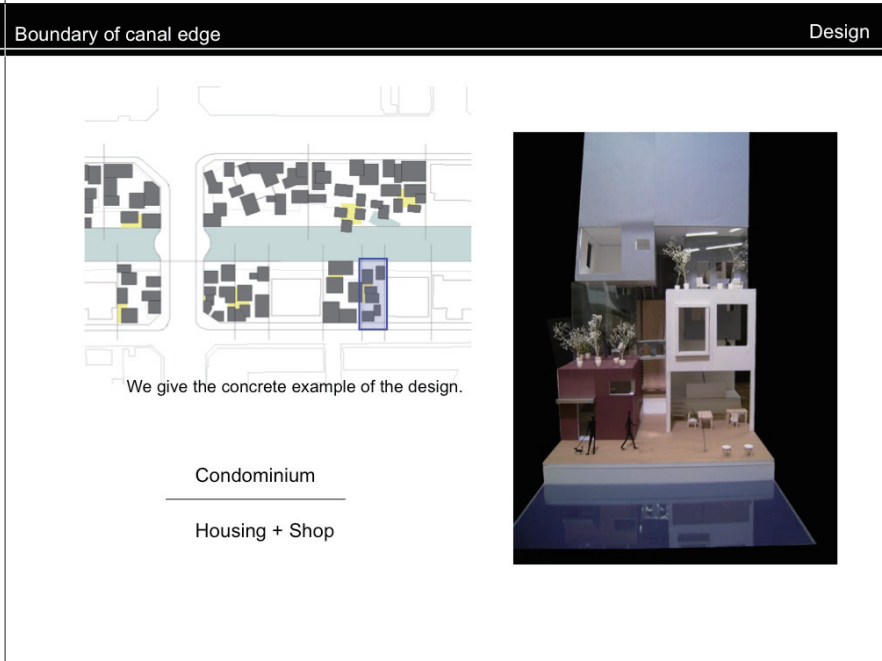 Boundary of canal edge
Design
We give the concrete example of the design.
Condominium
Housing + Shop